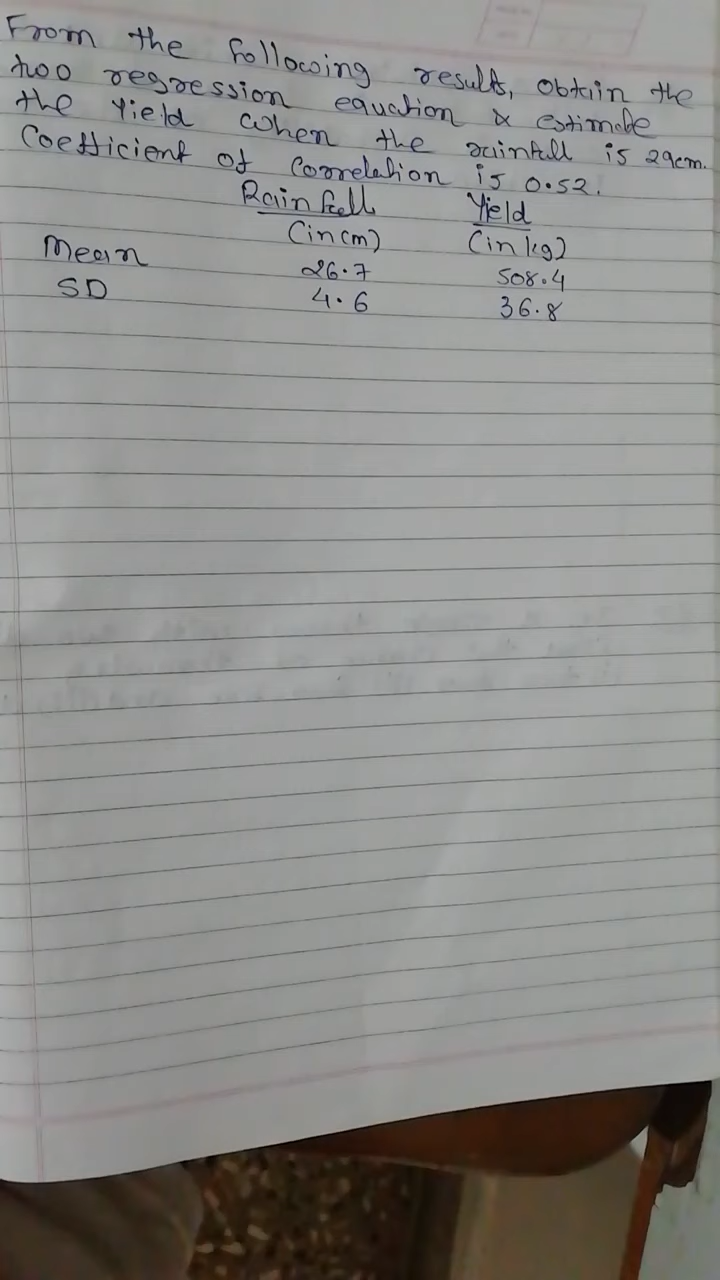 From the following result, obtain the
two regression equation & estimate
the Yield when the rainfall is 29cm.
Coefficient of Correlation is 0.52.
Rainfall Yield
(in cm) (in kg)
Mean 26.7 508.4
SD 4.6 36.8